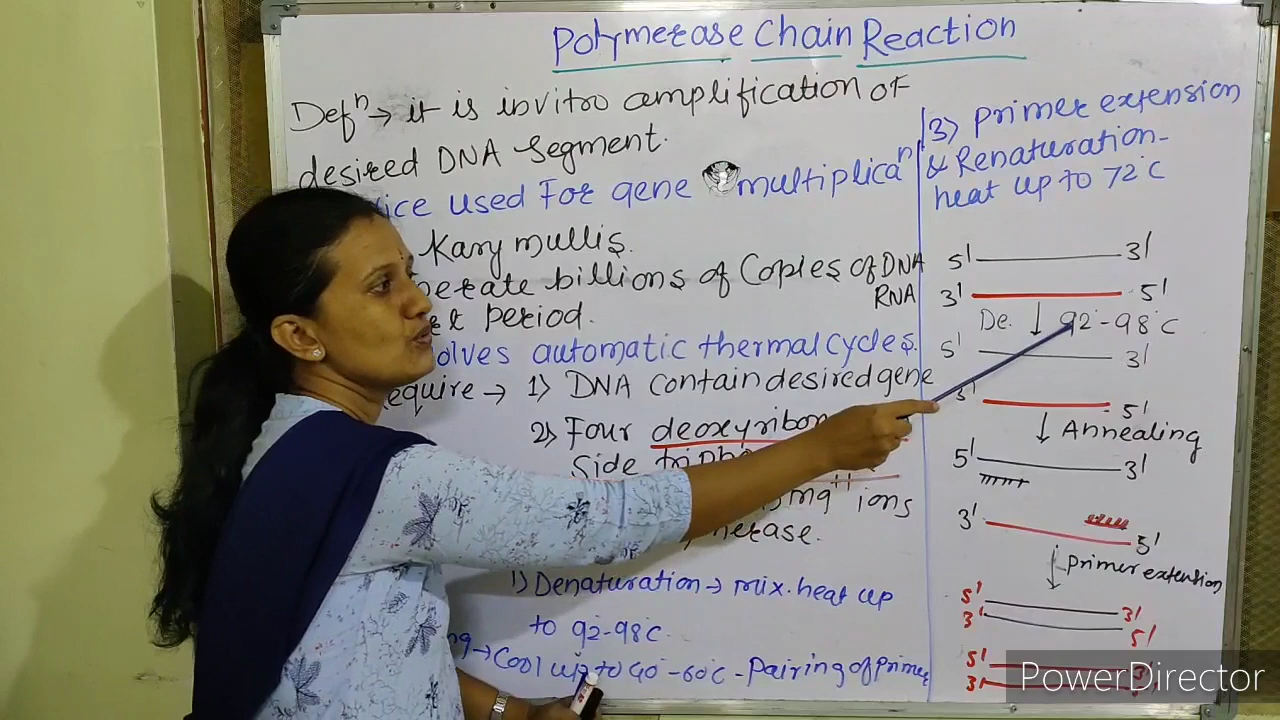 Polymerase Chain Reaction
Defⁿ → it is invitro amplification of
desired DNA segment.
used For gene multiplicaⁿ
Kary mullis.
billions of Copies of DNA
RNA
period.
automatic thermal cycles.
→ 1) DNA contain desired gene
2) Four
Side
mg⁺⁺ ions
1) Denaturation → mix. heat up
to 92-98°C.
→ Cool up to 40°-60°C - Pairing of Primer
3) Primer extension
& Renaturation-
heat up to 72°C
5' 3'
3' 5'
De. ↓ 92°-98°C
5' 3'
3' 5'
↓ Annealing
5' 3'
3' 5'
↓ primer extension
5' 3'
3' 5'
5' 3'
3' 5'
PowerDirector